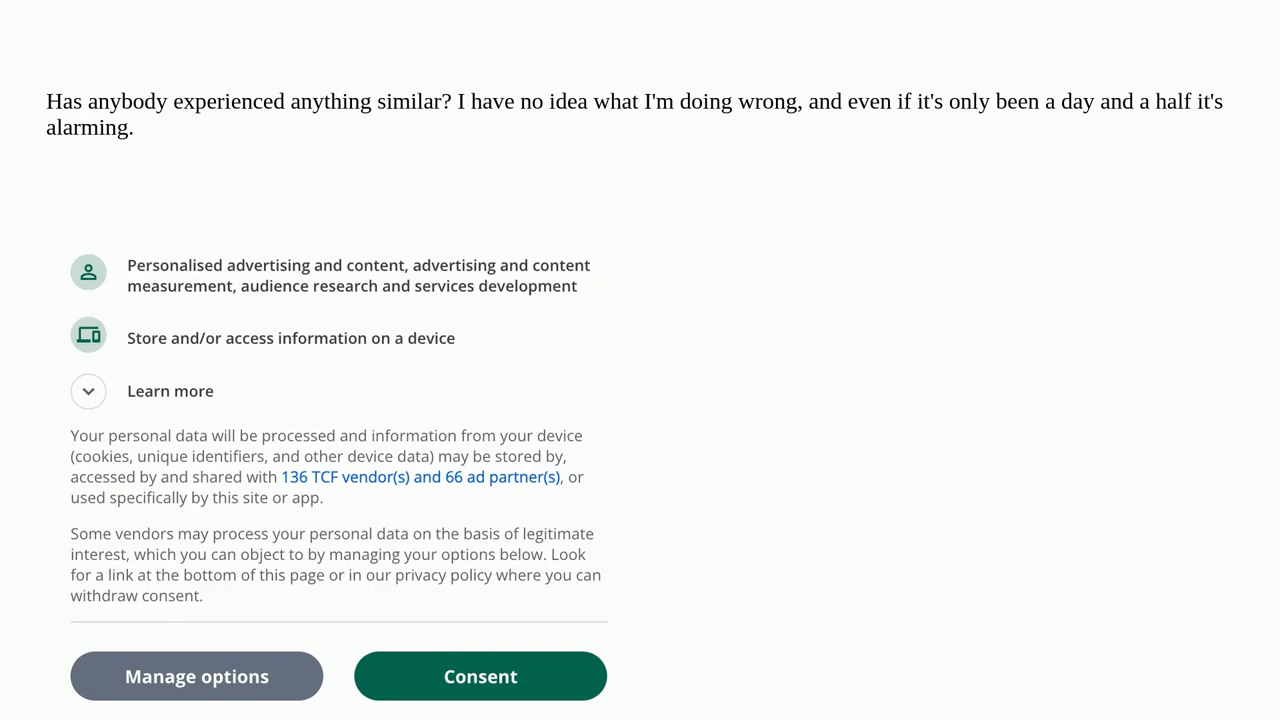 Has anybody experienced anything similar? I have no idea what I'm doing wrong, and even if it's only been a day and a half it's
alarming.
Personalised advertising and content, advertising and content
measurement, audience research and services development
Store and/or access information on a device
Learn more
Your personal data will be processed and information from your device
(cookies, unique identifiers, and other device data) may be stored by,
accessed by and shared with 136 TCF vendor(s) and 66 ad partner(s), or
used specifically by this site or app.
Some vendors may process your personal data on the basis of legitimate
interest, which you can object to by managing your options below. Look
for a link at the bottom of this page or in our privacy policy where you can
withdraw consent.
Manage options
Consent